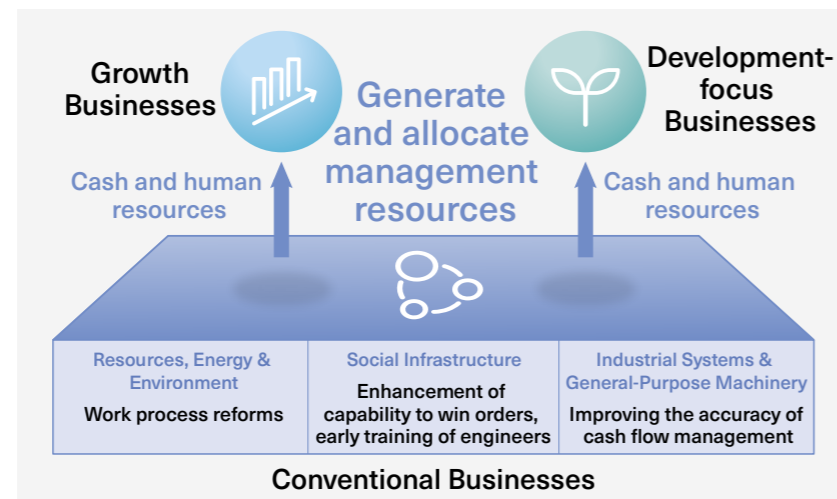 Growth
Businesses
Generate
and allocate
management
resources
Development-
focus
Businesses
Cash and human
resources
Cash and human
resources
Resources, Energy &
Environment
Work process reforms
Social Infrastructure
Enhancement of
capability to win orders,
early training of engineers
Industrial Systems &
General-Purpose Machinery
Improving the accuracy of
cash flow management
Conventional Businesses